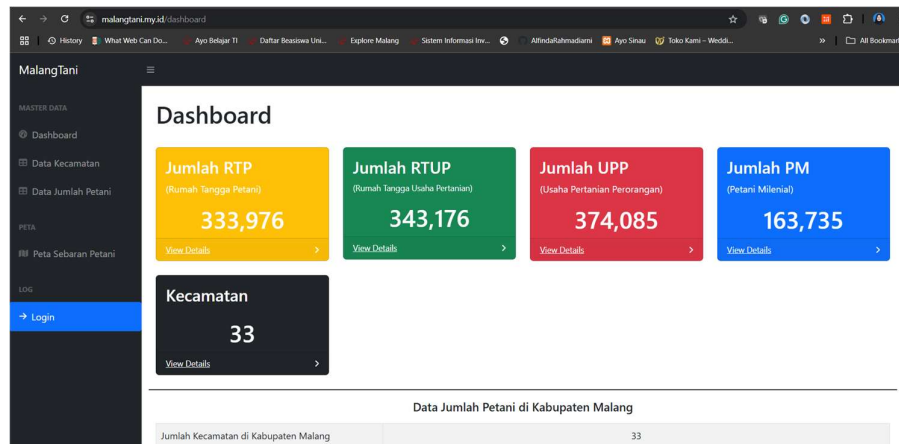 malangtani.my.id/dashboard
History What Web Can Do... Ayo Belajar TI Daftar Beasiswa Uni... Explore Malang Sistem Informasi Inv... AlfindaRahmadiami Ayo Sinau Toko Kami – Weddi... » All Bookmar
MalangTani
MASTER DATA
Dashboard
Data Kecamatan
Data Jumlah Petani
PETA
Peta Sebaran Petani
LOG
Login
Dashboard
Jumlah RTP
(Rumah Tangga Petani)
333,976
View Details
Jumlah RTUP
(Rumah Tangga Usaha Pertanian)
343,176
View Details
Jumlah UPP
(Usaha Pertanian Perorangan)
374,085
View Details
Jumlah PM
(Petani Milenial)
163,735
View Details
Kecamatan
33
View Details
Data Jumlah Petani di Kabupaten Malang
Jumlah Kecamatan di Kabupaten Malang 33